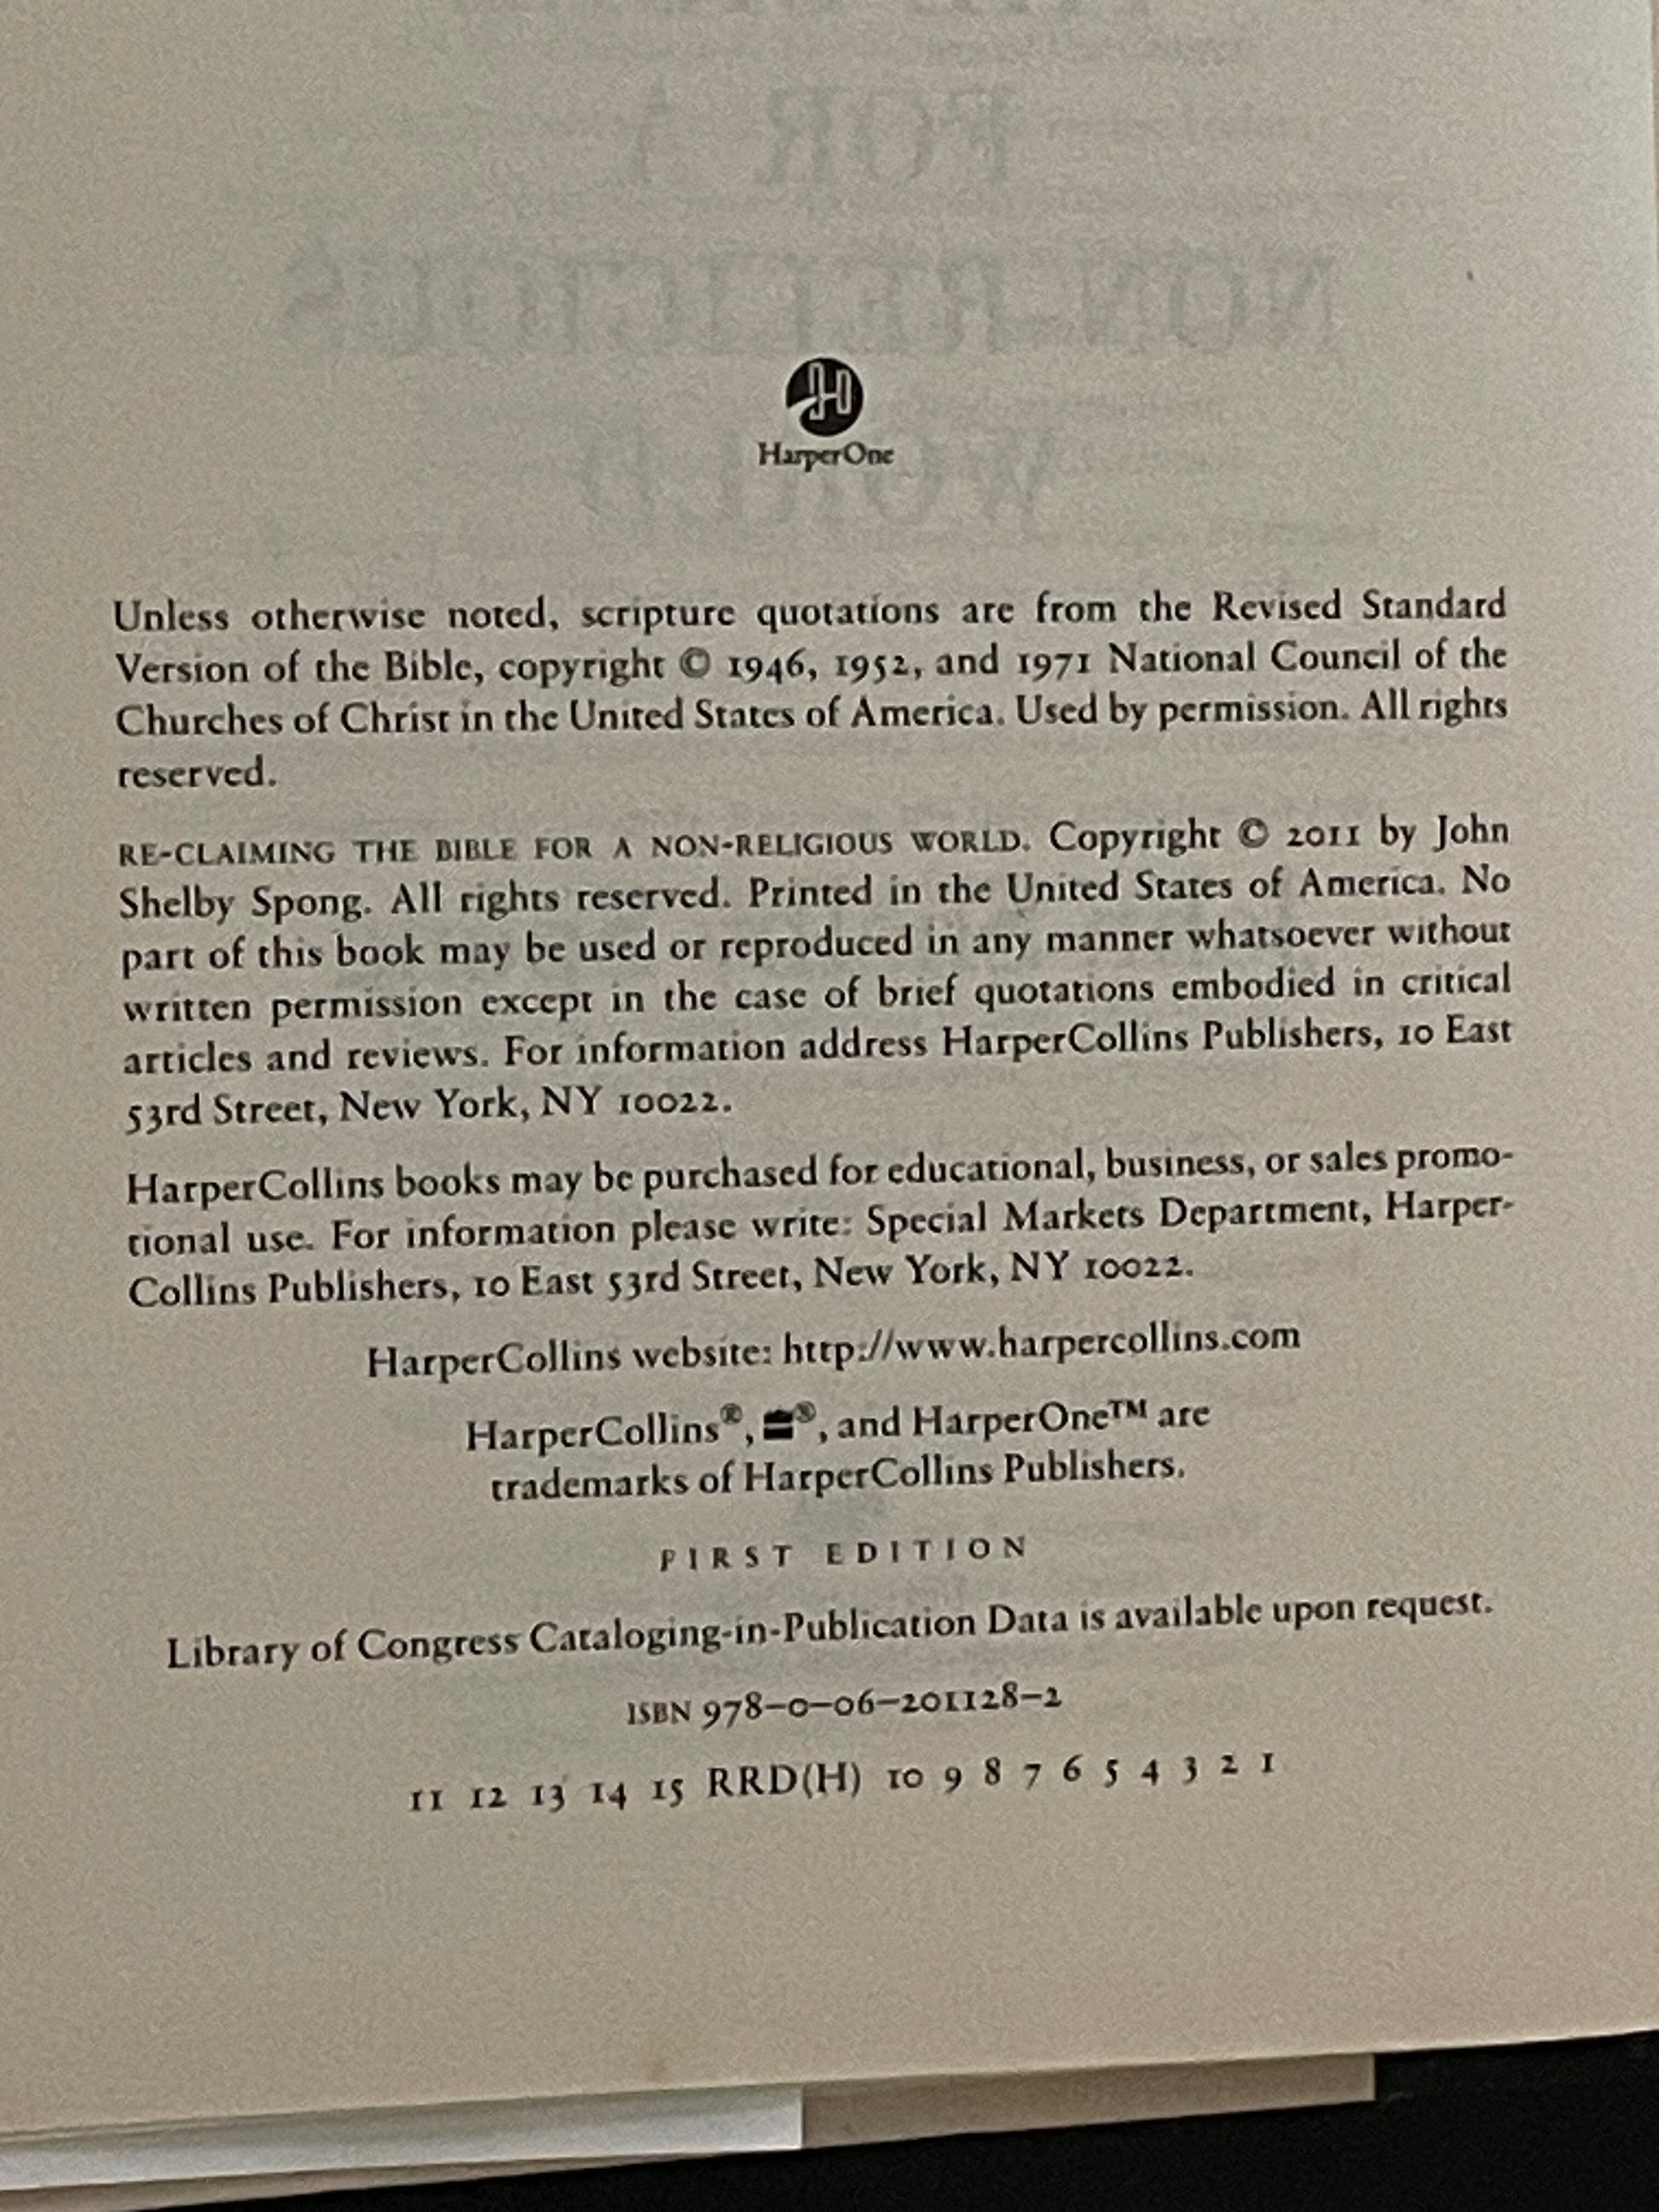 HarperOne
Unless otherwise noted, scripture quotations are from the Revised Standard
Version of the Bible, copyright © 1946, 1952, and 1971 National Council of the
Churches of Christ in the United States of America. Used by permission. All rights
reserved.
RE-CLAIMING THE BIBLE FOR A NON-RELIGIOUS WORLD. Copyright © 2011 by John
Shelby Spong. All rights reserved. Printed in the United States of America. No
part of this book may be used or reproduced in any manner whatsoever without
written permission except in the case of brief quotations embodied in critical
articles and reviews. For information address HarperCollins Publishers, 10 East
53rd Street, New York, NY 10022.
HarperCollins books may be purchased for educational, business, or sales promo-
tional use. For information please write: Special Markets Department, Harper-
Collins Publishers, 10 East 53rd Street, New York, NY 10022.
HarperCollins website: http://www.harpercollins.com
HarperCollins®, ®, and HarperOne™ are
trademarks of HarperCollins Publishers.
FIRST EDITION
Library of Congress Cataloging-in-Publication Data is available upon request.
ISBN 978–0–06–201128–2
11 12 13 14 15 RRD(H) 10 9 8 7 6 5 4 3 2 1